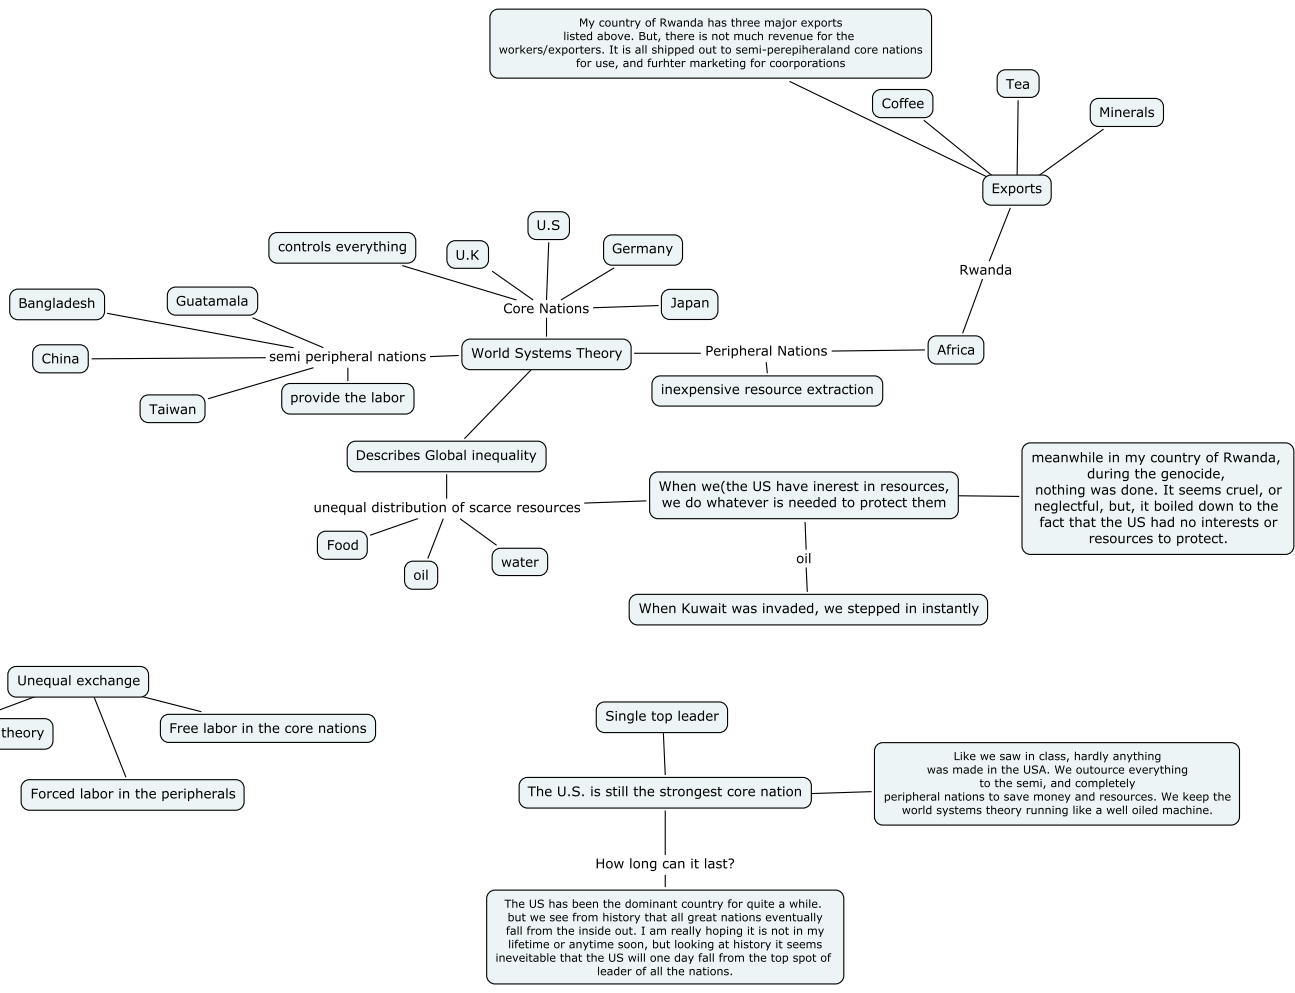 My country of Rwanda has three major exports
listed above. But, there is not much revenue for the
workers/exporters. It is all shipped out to semi-perepiheraland core nations
for use, and furhter marketing for coorporations
Coffee
Tea
Minerals
Exports
Rwanda
Africa
controls everything
U.K
U.S
Germany
Japan
Core Nations
Bangladesh
Guatamala
China
Taiwan
semi peripheral nations
provide the labor
World Systems Theory
Peripheral Nations
inexpensive resource extraction
Describes Global inequality
unequal distribution of scarce resources
Food
oil
water
When we(the US have inerest in resources,
we do whatever is needed to protect them
meanwhile in my country of Rwanda,
during the genocide,
nothing was done. It seems cruel, or
neglectful, but, it boiled down to the
fact that the US had no interests or
resources to protect.
oil
When Kuwait was invaded, we stepped in instantly
Unequal exchange
theory
Free labor in the core nations
Forced labor in the peripherals
Single top leader
The U.S. is still the strongest core nation
Like we saw in class, hardly anything
was made in the USA. We outource everything
to the semi, and completely
peripheral nations to save money and resources. We keep the
world systems theory running like a well oiled machine.
How long can it last?
The US has been the dominant country for quite a while.
but we see from history that all great nations eventually
fall from the inside out. I am really hoping it is not in my
lifetime or anytime soon, but looking at history it seems
ineveitable that the US will one day fall from the top spot of
leader of all the nations.